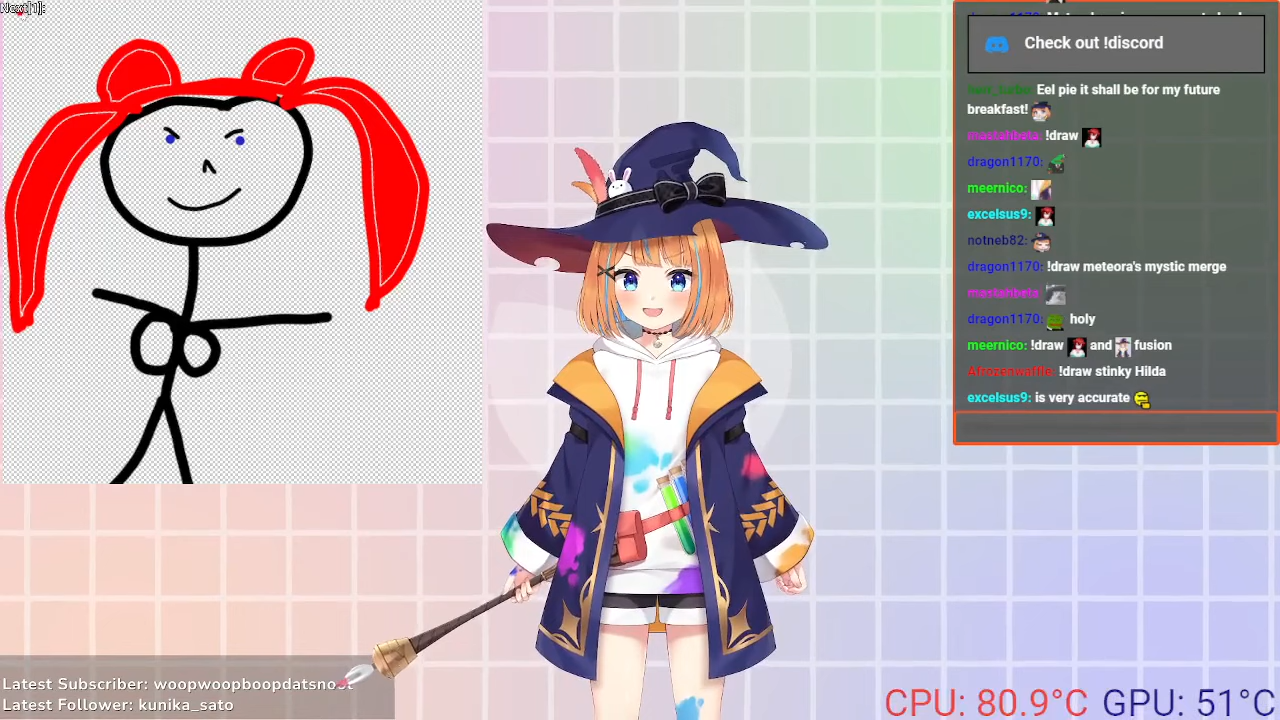 Next[1]:
Check out !discord
Eel pie it shall be for my future
breakfast!
mastahbeta: !draw
dragon1170:
meernico:
excelsus9:
notneb82:
dragon1170: !draw meteora's mystic merge
mastahbeta:
dragon1170: holy
meernico: !draw and fusion
Afrozenwaffle: !draw stinky Hilda
excelsus9: is very accurate
Latest Subscriber: woopwoopboopdatsnoot
Latest Follower: kunika_sato
CPU: 80.9°C GPU: 51°C